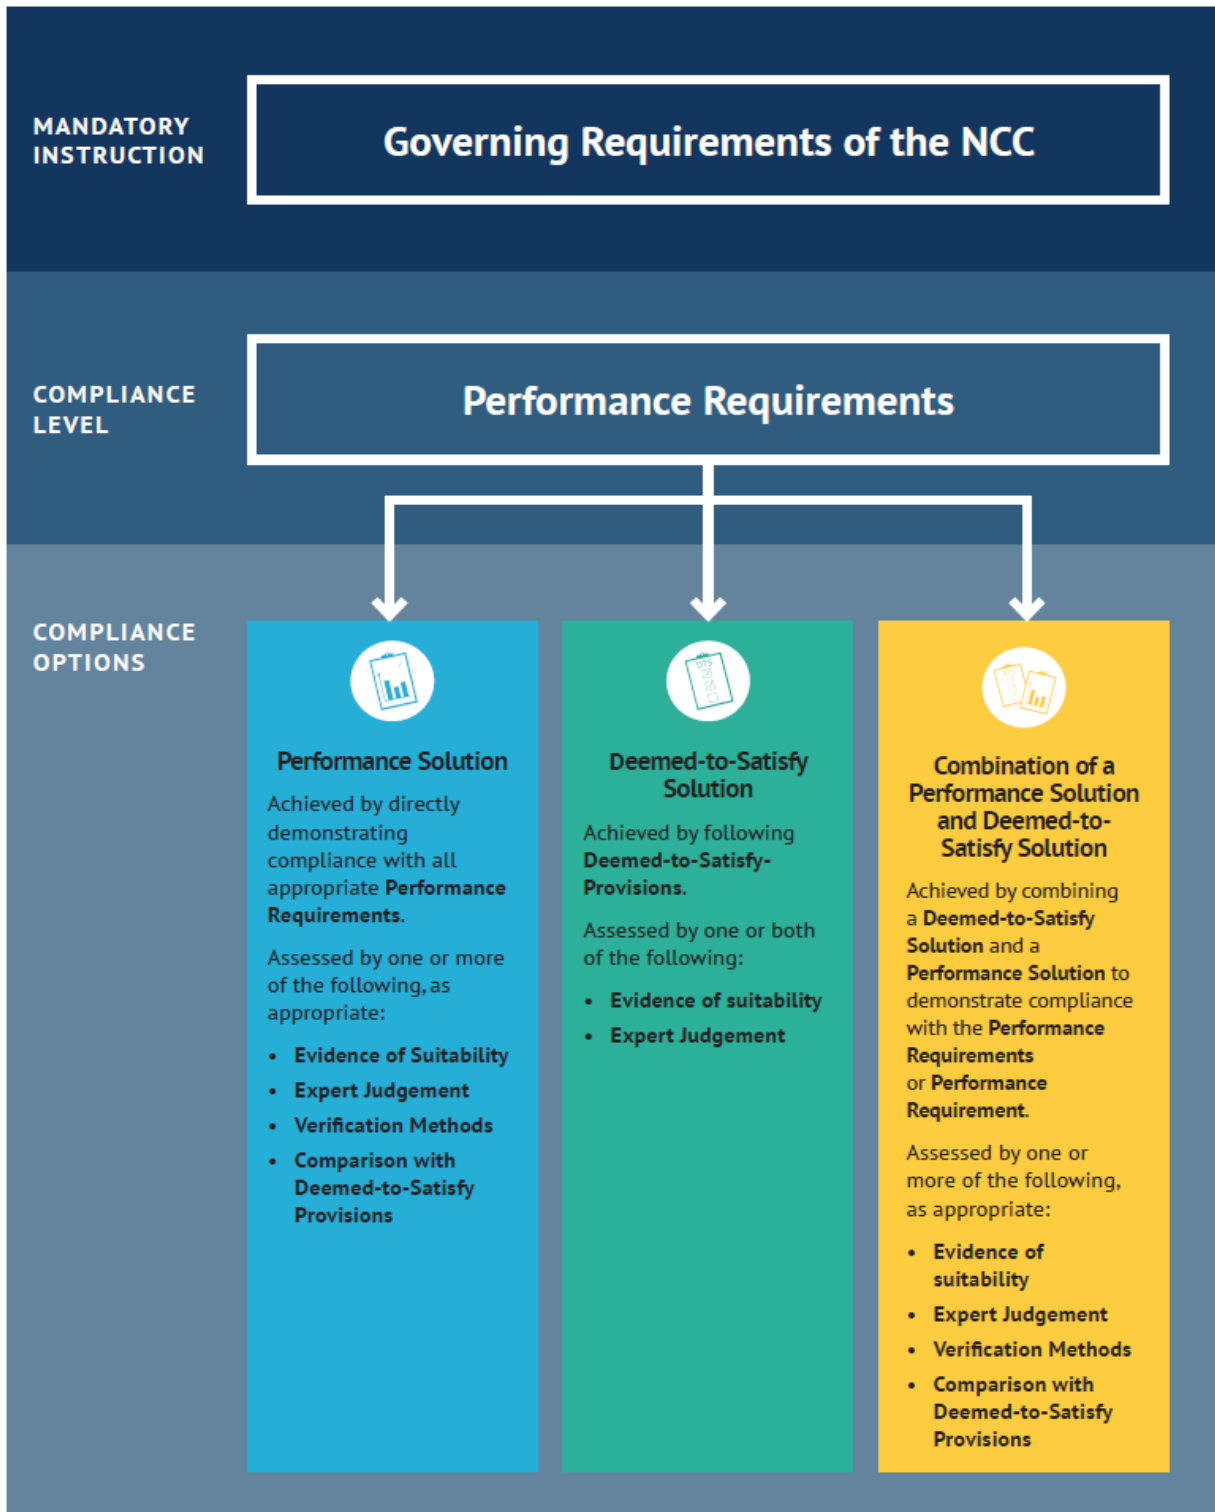 MANDATORY
INSTRUCTION
Governing Requirements of the NCC
COMPLIANCE
LEVEL
Performance Requirements
COMPLIANCE
OPTIONS
Performance Solution
Achieved by directly
demonstrating
compliance with all
appropriate Performance
Requirements.
Assessed by one or more
of the following, as
appropriate:
• Evidence of Suitability
• Expert Judgement
• Verification Methods
• Comparison with
Deemed-to-Satisfy
Provisions
DTS
Deemed-to-Satisfy
Solution
Achieved by following
Deemed-to-Satisfy-
Provisions.
Assessed by one or both
of the following:
• Evidence of suitability
• Expert Judgement
Combination of a
Performance Solution
and Deemed-to-
Satisfy Solution
Achieved by combining
a Deemed-to-Satisfy
Solution and a
Performance Solution to
demonstrate compliance
with the Performance
Requirements
or Performance
Requirement.
Assessed by one or
more of the following,
as appropriate:
• Evidence of
suitability
• Expert Judgement
• Verification Methods
• Comparison with
Deemed-to-Satisfy
Provisions